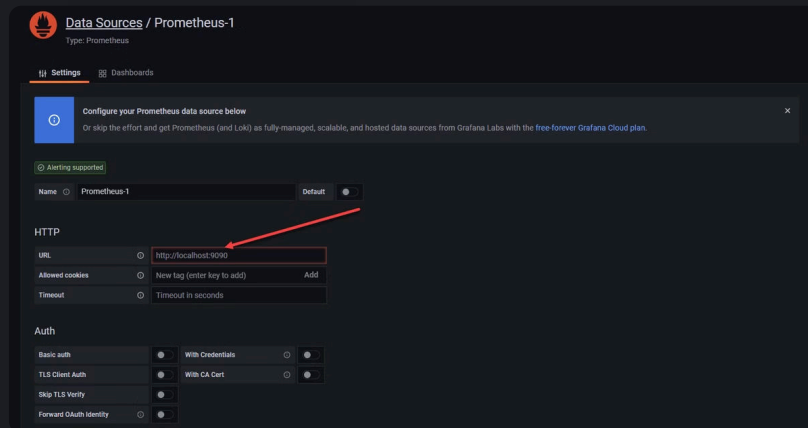 Data Sources / Prometheus-1
Type: Prometheus
Settings
Dashboards
Configure your Prometheus data source below
Or skip the effort and get Prometheus (and Loki) as fully-managed, scalable, and hosted data sources from Grafana Labs with the free-forever Grafana Cloud plan.
Alerting supported
Name Prometheus-1 Default
HTTP
URL http://localhost:9090
Allowed cookies New tag (enter key to add) Add
Timeout Timeout in seconds
Auth
Basic auth With Credentials
TLS Client Auth With CA Cert
Skip TLS Verify
Forward OAuth Identity